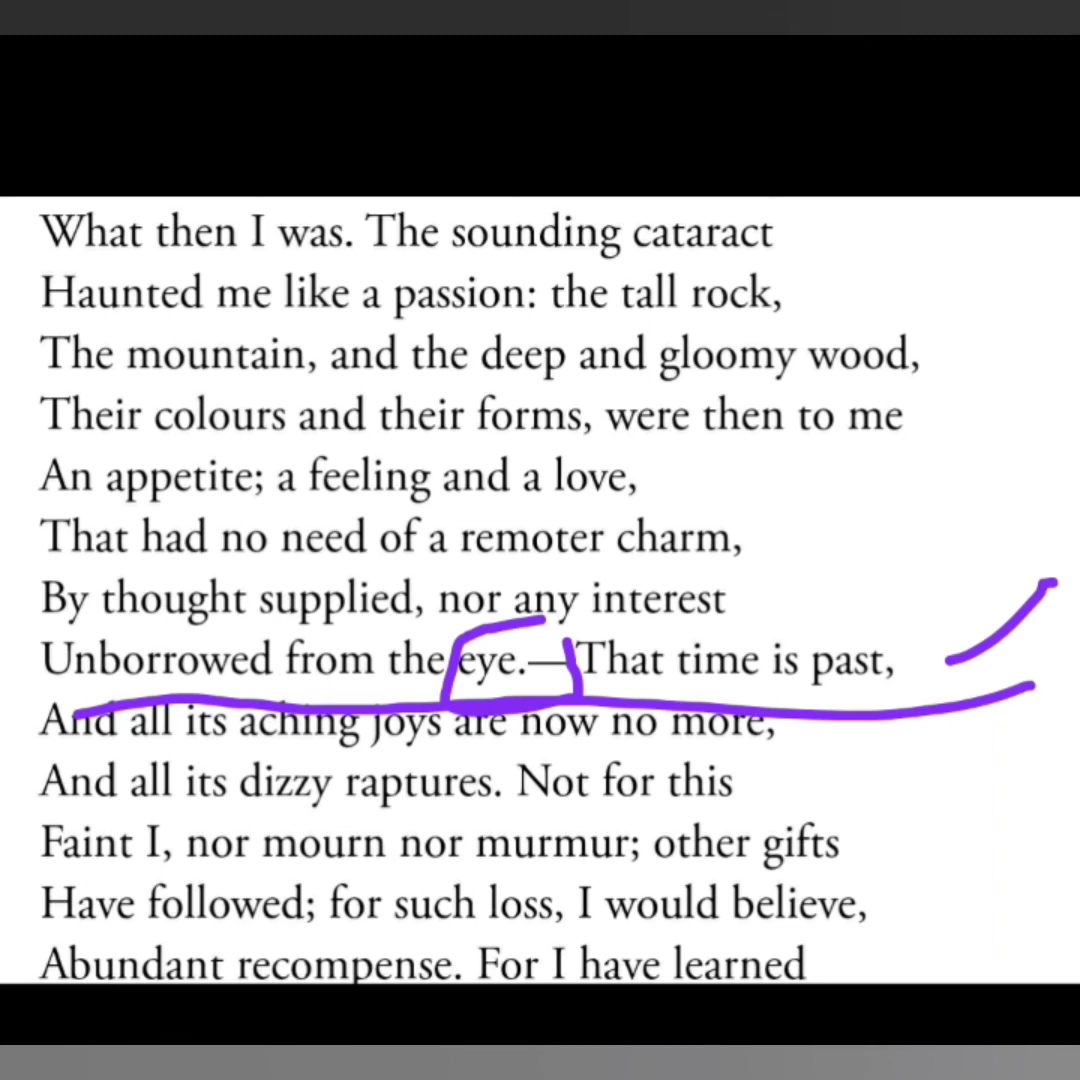 What then I was. The sounding cataract
Haunted me like a passion: the tall rock,
The mountain, and the deep and gloomy wood,
Their colours and their forms, were then to me
An appetite; a feeling and a love,
That had no need of a remoter charm,
By thought supplied, nor any interest
Unborrowed from the eye.—That time is past,
And all its aching joys are now no more,
And all its dizzy raptures. Not for this
Faint I, nor mourn nor murmur; other gifts
Have followed; for such loss, I would believe,
Abundant recompense. For I have learned